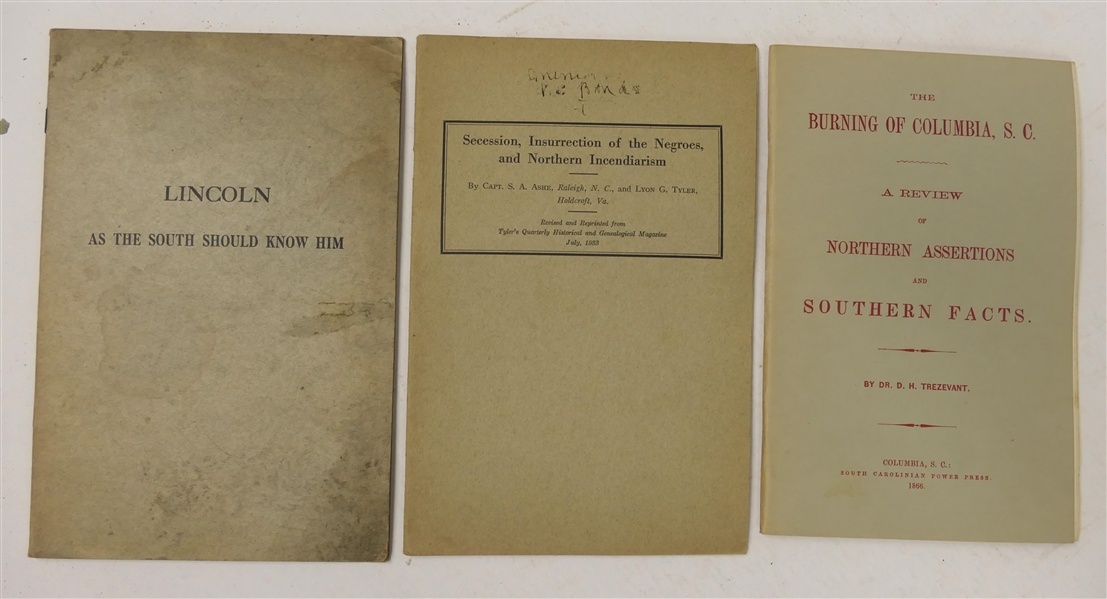 LINCOLN
AS THE SOUTH SHOULD KNOW HIM
Secession, Insurrection of the Negroes,
and Northern Incendiarism
By Capt. S. A. Ashe, Raleigh, N. C., and Lyon G. Tyler,
Holdcroft, Va.
Revised and Reprinted from
Tyler's Quarterly Historical and Genealogical Magazine
July, 1933
THE
BURNING OF COLUMBIA, S. C.
A REVIEW
OF
NORTHERN ASSERTIONS
AND
SOUTHERN FACTS.
BY DR. D. H. TREZEVANT.
COLUMBIA, S. C.:
SOUTH CAROLINIAN POWER PRESS.
1866.